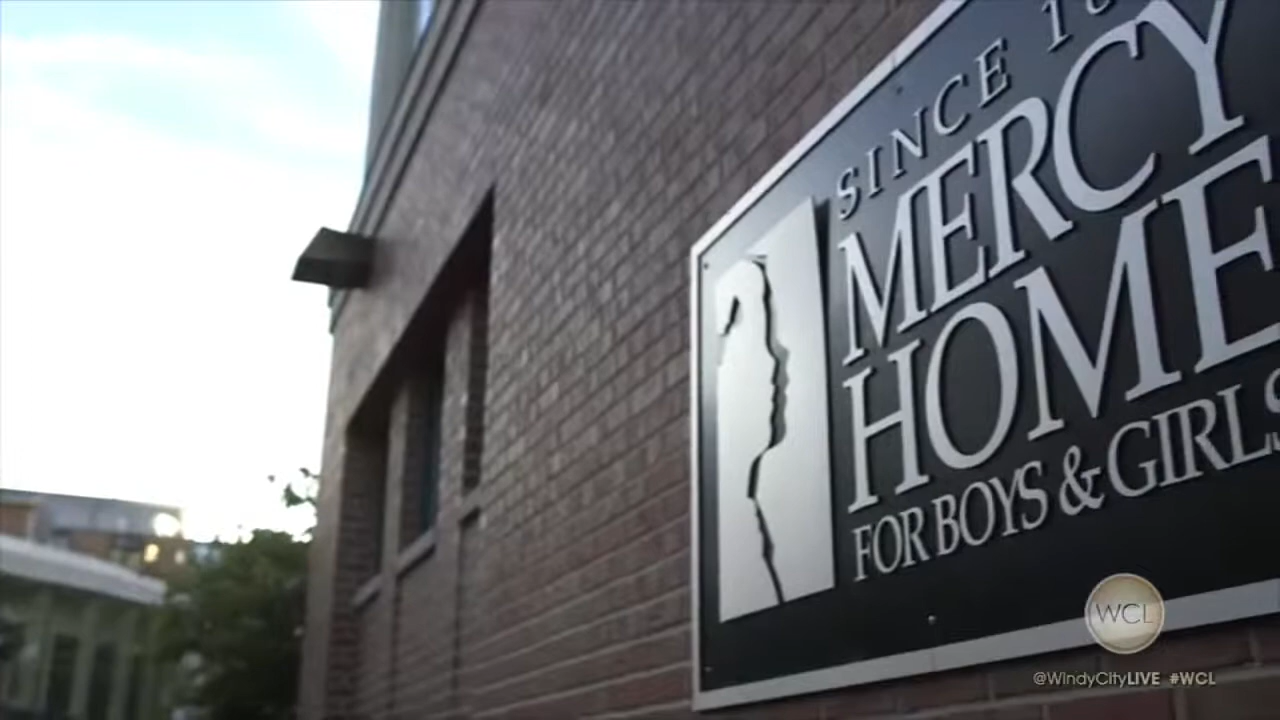 SINCE
MERCY
HOME
FOR BOYS & GIRLS
WCL
@WINDYCITYLIVE #WCL